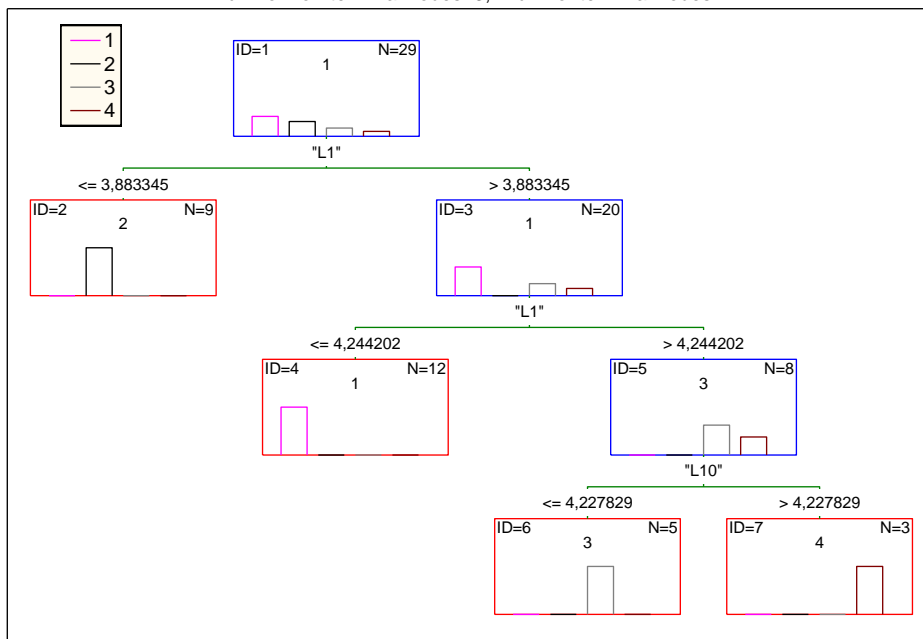 1
2
3
4
ID=1 N=29
1
"L1"
<= 3,883345 > 3,883345
ID=2 N=9
2
ID=3 N=20
1
"L1"
<= 4,244202 > 4,244202
ID=4 N=12
1
ID=5 N=8
3
"L10"
<= 4,227829 > 4,227829
ID=6 N=5
3
ID=7 N=3
4